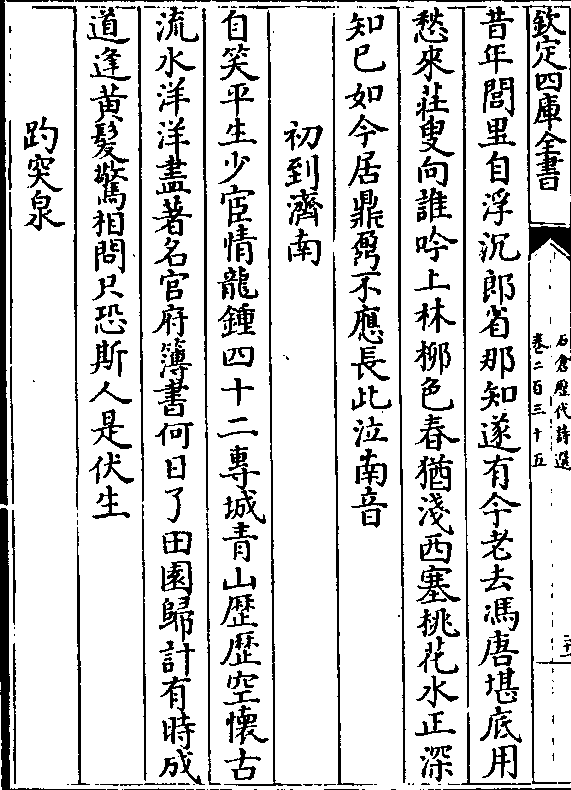 欽定四庫全書
石倉歷代詩選
卷二百三十五
昔年閭里自浮沉郎省那知遂有今老去馮唐堪底用
愁來莊叟向誰吟上林柳色春猶淺西塞桃花水正深
知已如今居鼎鼐不應長此泣南音
初到濟南
自笑平生少宦情龍鍾四十二專城青山歴歴空懷古
流水洋洋盡著名官府簿書何日了田園歸計有時成
道逢黄髮驚相問只恐斯人是伏生
趵突泉